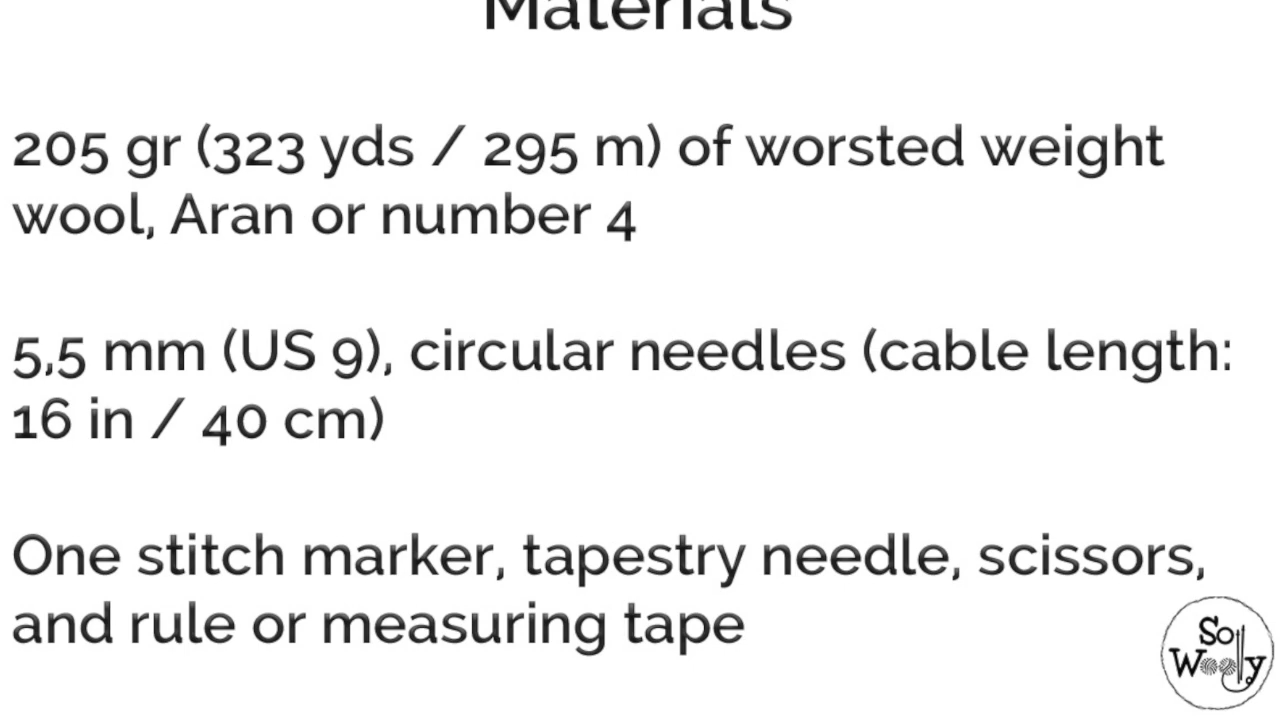 Materials
205 gr (323 yds / 295 m) of worsted weight
wool, Aran or number 4
5,5 mm (US 9), circular needles (cable length:
16 in / 40 cm)
One stitch marker, tapestry needle, scissors,
and rule or measuring tape
So
Woolly